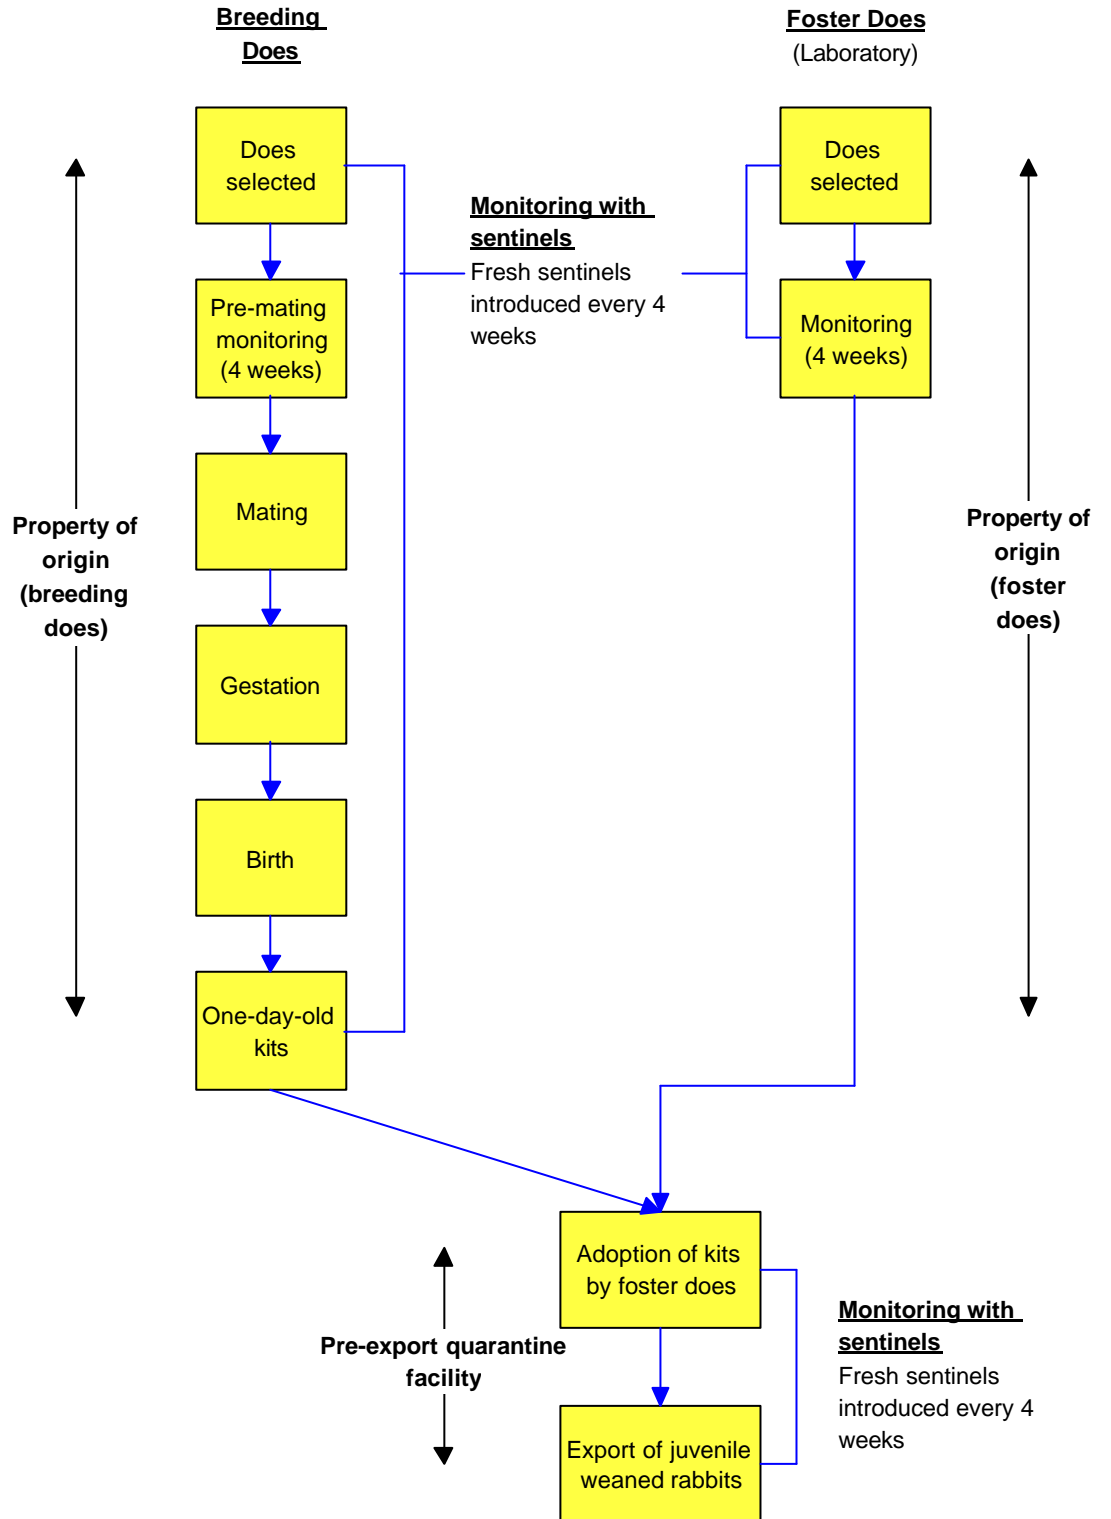 Breeding
Does
Foster Does
(Laboratory)
Does
selected
Does
selected
Monitoring with
sentinels
Fresh sentinels
introduced every 4
weeks
Pre-mating
monitoring
(4 weeks)
Monitoring
(4 weeks)
Mating
Property of
origin
(breeding
does)
Property of
origin
(foster
does)
Gestation
Birth
One-day-old
kits
Adoption of kits
by foster does
Pre-export quarantine
facility
Monitoring with
sentinels
Fresh sentinels
introduced every 4
weeks
Export of juvenile
weaned rabbits